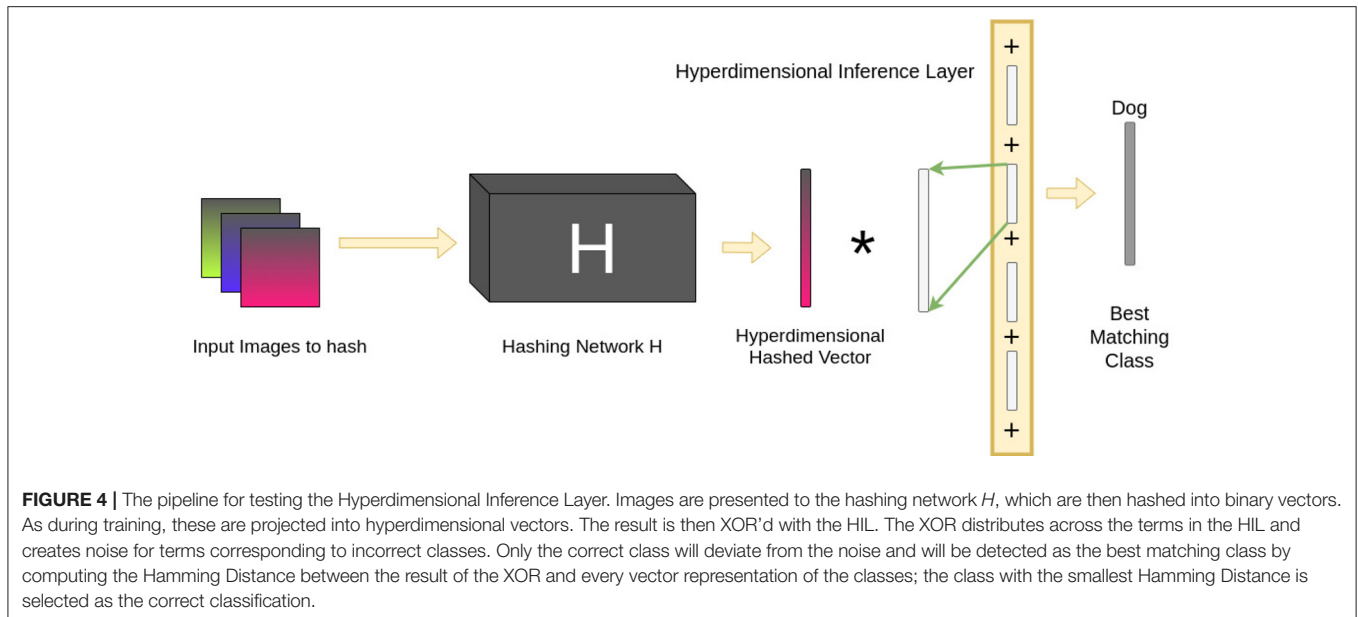 Hyperdimensional Inference Layer
+
+
+
+
+
Dog
H
*
Input Images to hash
Hashing Network H
Hyperdimensional
Hashed Vector
Best
Matching
Class
FIGURE 4 | The pipeline for testing the Hyperdimensional Inference Layer. Images are presented to the hashing network H, which are then hashed into binary vectors.
As during training, these are projected into hyperdimensional vectors. The result is then XOR'd with the HIL. The XOR distributes across the terms in the HIL and
creates noise for terms corresponding to incorrect classes. Only the correct class will deviate from the noise and will be detected as the best matching class by
computing the Hamming Distance between the result of the XOR and every vector representation of the classes; the class with the smallest Hamming Distance is
selected as the correct classification.